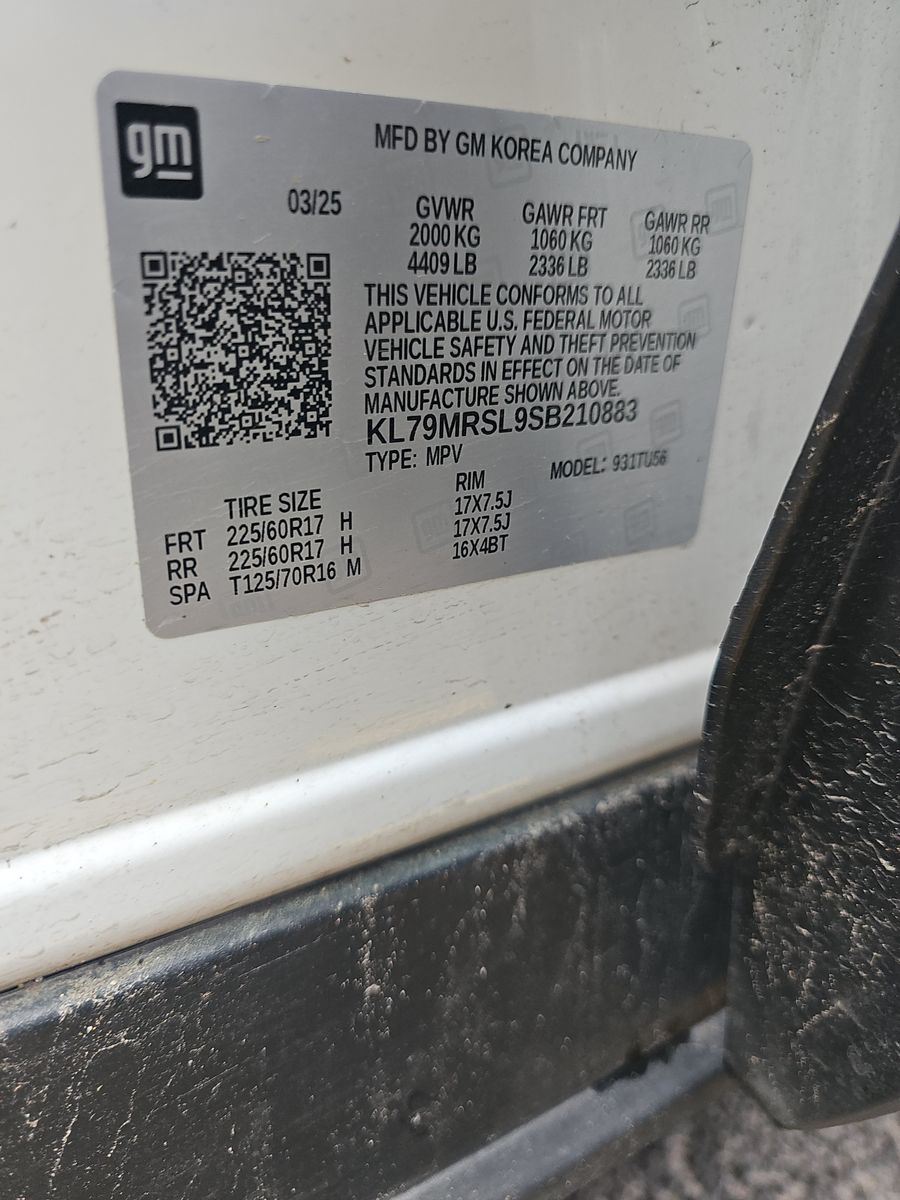 gm
MFD BY GM KOREA COMPANY
03/25
GVWR GAWR FRT GAWR RR
2000 KG 1060 KG 1060 KG
4409 LB 2336 LB 2336 LB
THIS VEHICLE CONFORMS TO ALL
APPLICABLE U.S. FEDERAL MOTOR
VEHICLE SAFETY AND THEFT PREVENTION
STANDARDS IN EFFECT ON THE DATE OF
MANUFACTURE SHOWN ABOVE.
KL79MRSL9SB210883
TYPE: MPV MODEL: 931TU56
TIRE SIZE RIM
FRT 225/60R17 H 17X7.5J
RR 225/60R17 H 17X7.5J
SPA T125/70R16 M 16X4BT